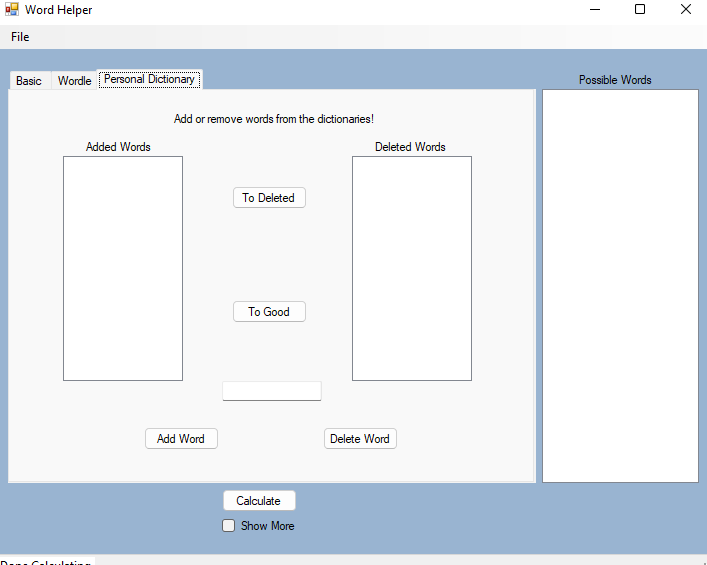 Word Helper
File
Basic Wordle Personal Dictionary
Possible Words
Add or remove words from the dictionaries!
Added Words
Deleted Words
To Deleted
To Good
Add Word
Delete Word
Calculate
Show More
Done Calculating